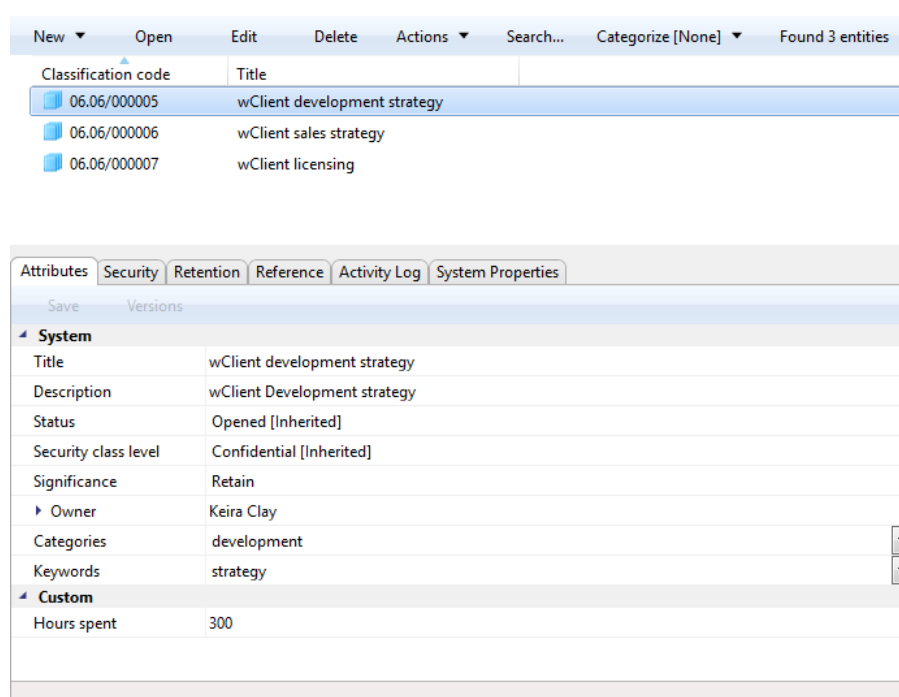 New Open Edit Delete Actions Search... Categorize [None] Found 3 entities
Classification code Title
06.06/000005 wClient development strategy
06.06/000006 wClient sales strategy
06.06/000007 wClient licensing
Attributes Security Retention Reference Activity Log System Properties
Save Versions
System
Title wClient development strategy
Description wClient Development strategy
Status Opened [Inherited]
Security class level Confidential [Inherited]
Significance Retain
Owner Keira Clay
Categories development
Keywords strategy
Custom
Hours spent 300